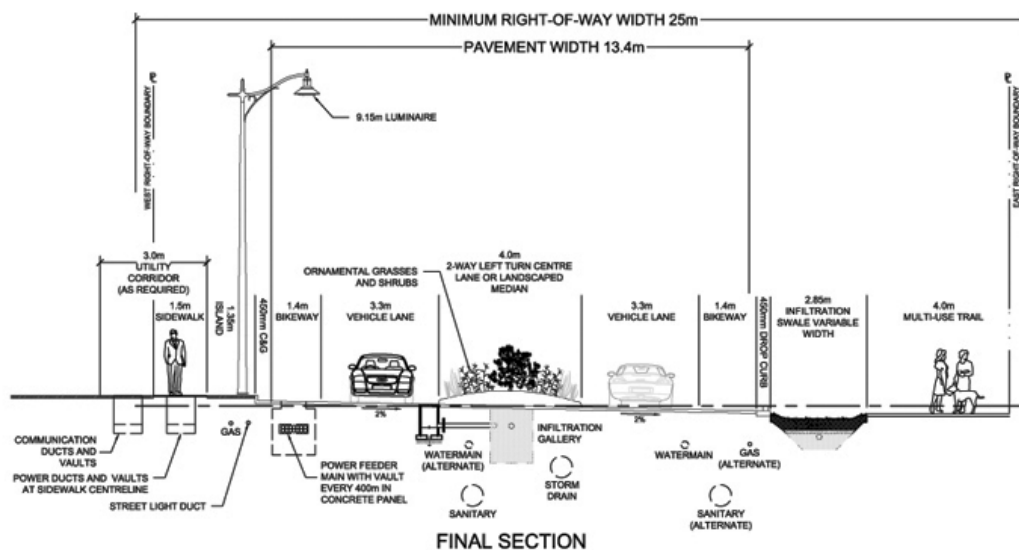 MINIMUM RIGHT-OF-WAY WIDTH 25m
PAVEMENT WIDTH 13.4m
WEST RIGHT-OF-WAY BOUNDARY
EAST RIGHT-OF-WAY BOUNDARY
9.15m LUMINAIRE
3.0m
UTILITY
CORRIDOR
(AS REQUIRED)
1.5m
SIDEWALK
1.35m
ISLAND
450mm C&G
1.4m
BIKEWAY
3.3m
VEHICLE LANE
ORNAMENTAL GRASSES
AND SHRUBS
4.0m
2-WAY LEFT TURN CENTRE
LANE OR LANDSCAPED
MEDIAN
3.3m
VEHICLE LANE
1.4m
BIKEWAY
450mm DROP CURB
2.85m
INFILTRATION
SWALE VARIABLE
WIDTH
4.0m
MULTI-USE TRAIL
2%
2%
COMMUNICATION
DUCTS AND
VAULTS
POWER DUCTS AND VAULTS
AT SIDEWALK CENTRELINE
STREET LIGHT DUCT
GAS
POWER FEEDER
MAIN WITH VAULT
EVERY 400m IN
CONCRETE PANEL
WATERMAIN
(ALTERNATE)
SANITARY
INFILTRATION
GALLERY
STORM
DRAIN
WATERMAIN
GAS
(ALTERNATE)
SANITARY
(ALTERNATE)
FINAL SECTION